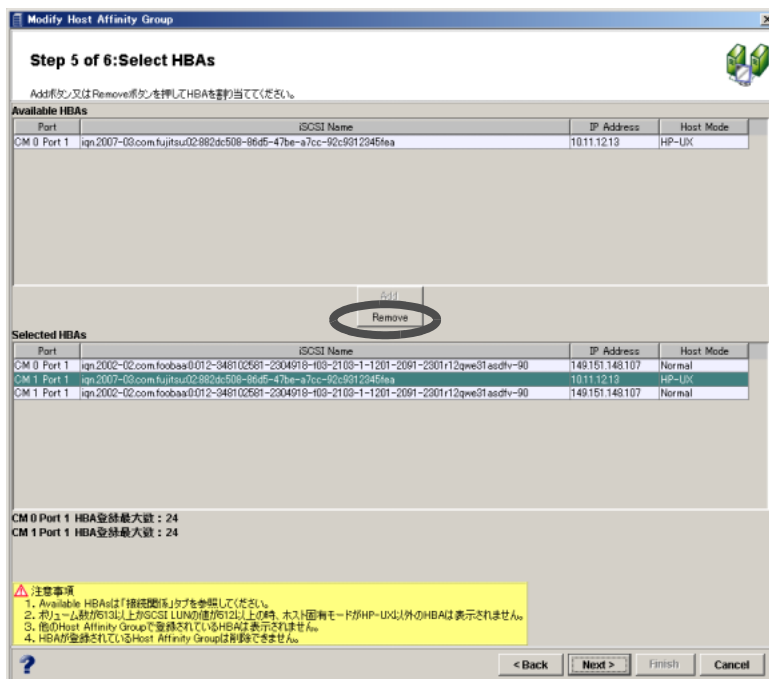 Modify Host Affinity Group
Step 5 of 6:Select HBAs
Addボタン又はRemoveボタンを押してHBAを割り当ててください。
Available HBAs
Port iSCSI Name IP Address Host Mode
CM 0 Port 1 iqn.2007-03.com.fujitsu:02:882dc508-86d5-47be-a7cc-92c9312345fea 10.11.12.13 HP-UX
Add
Remove
Selected HBAs
Port iSCSI Name IP Address Host Mode
CM 0 Port 1 iqn.2002-02.com.foobaa:0:012-348102581-2304918-f03-2103-1-1201-2091-2301r12qwe31asdfv-90 149.151.148.107 Normal
CM 1 Port 1 iqn.2007-03.com.fujitsu:02:882dc508-86d5-47be-a7cc-92c9312345fea 10.11.12.13 HP-UX
CM 1 Port 1 iqn.2002-02.com.foobaa:0:012-348102581-2304918-f03-2103-1-1201-2091-2301r12qwe31asdfv-90 149.151.148.107 Normal
CM 0 Port 1 HBA登録最大数 : 24
CM 1 Port 1 HBA登録最大数 : 24
注意事項
1. Available HBAsは「接続関係」タブを参照してください。
2. ボリューム数が513以上かSCSI LUNの値が512以上の時、ホスト固有モードがHP-UX以外のHBAは表示されません。
3. 他のHost Affinity Groupで登録されているHBAは表示されません。
4. HBAが登録されているHost Affinity Groupは削除できません。
? < Back Next > Finish Cancel